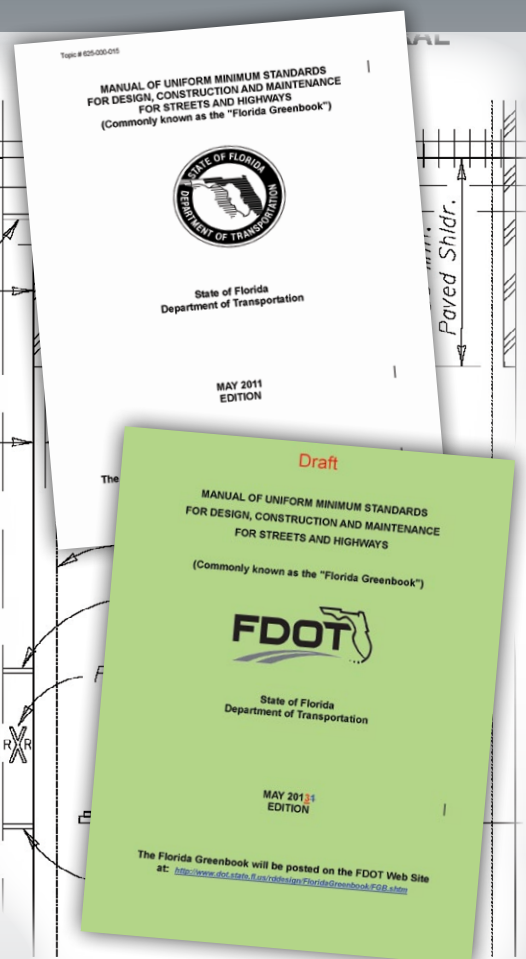 Topic # 625-000-015
MANUAL OF UNIFORM MINIMUM STANDARDS
FOR DESIGN, CONSTRUCTION AND MAINTENANCE
FOR STREETS AND HIGHWAYS
(Commonly known as the "Florida Greenbook")
STATE OF FLORIDA
DEPARTMENT OF TRANSPORTATION
State of Florida
Department of Transportation
MAY 2011
EDITION
The
Paved Shldr.
R R
Draft
MANUAL OF UNIFORM MINIMUM STANDARDS
FOR DESIGN, CONSTRUCTION AND MAINTENANCE
FOR STREETS AND HIGHWAYS
(Commonly known as the "Florida Greenbook")
FDOT
State of Florida
Department of Transportation
MAY 20131
EDITION
The Florida Greenbook will be posted on the FDOT Web Site
at: http://www.dot.state.fl.us/rddesign/FloridaGreenbook/FGB.shtm